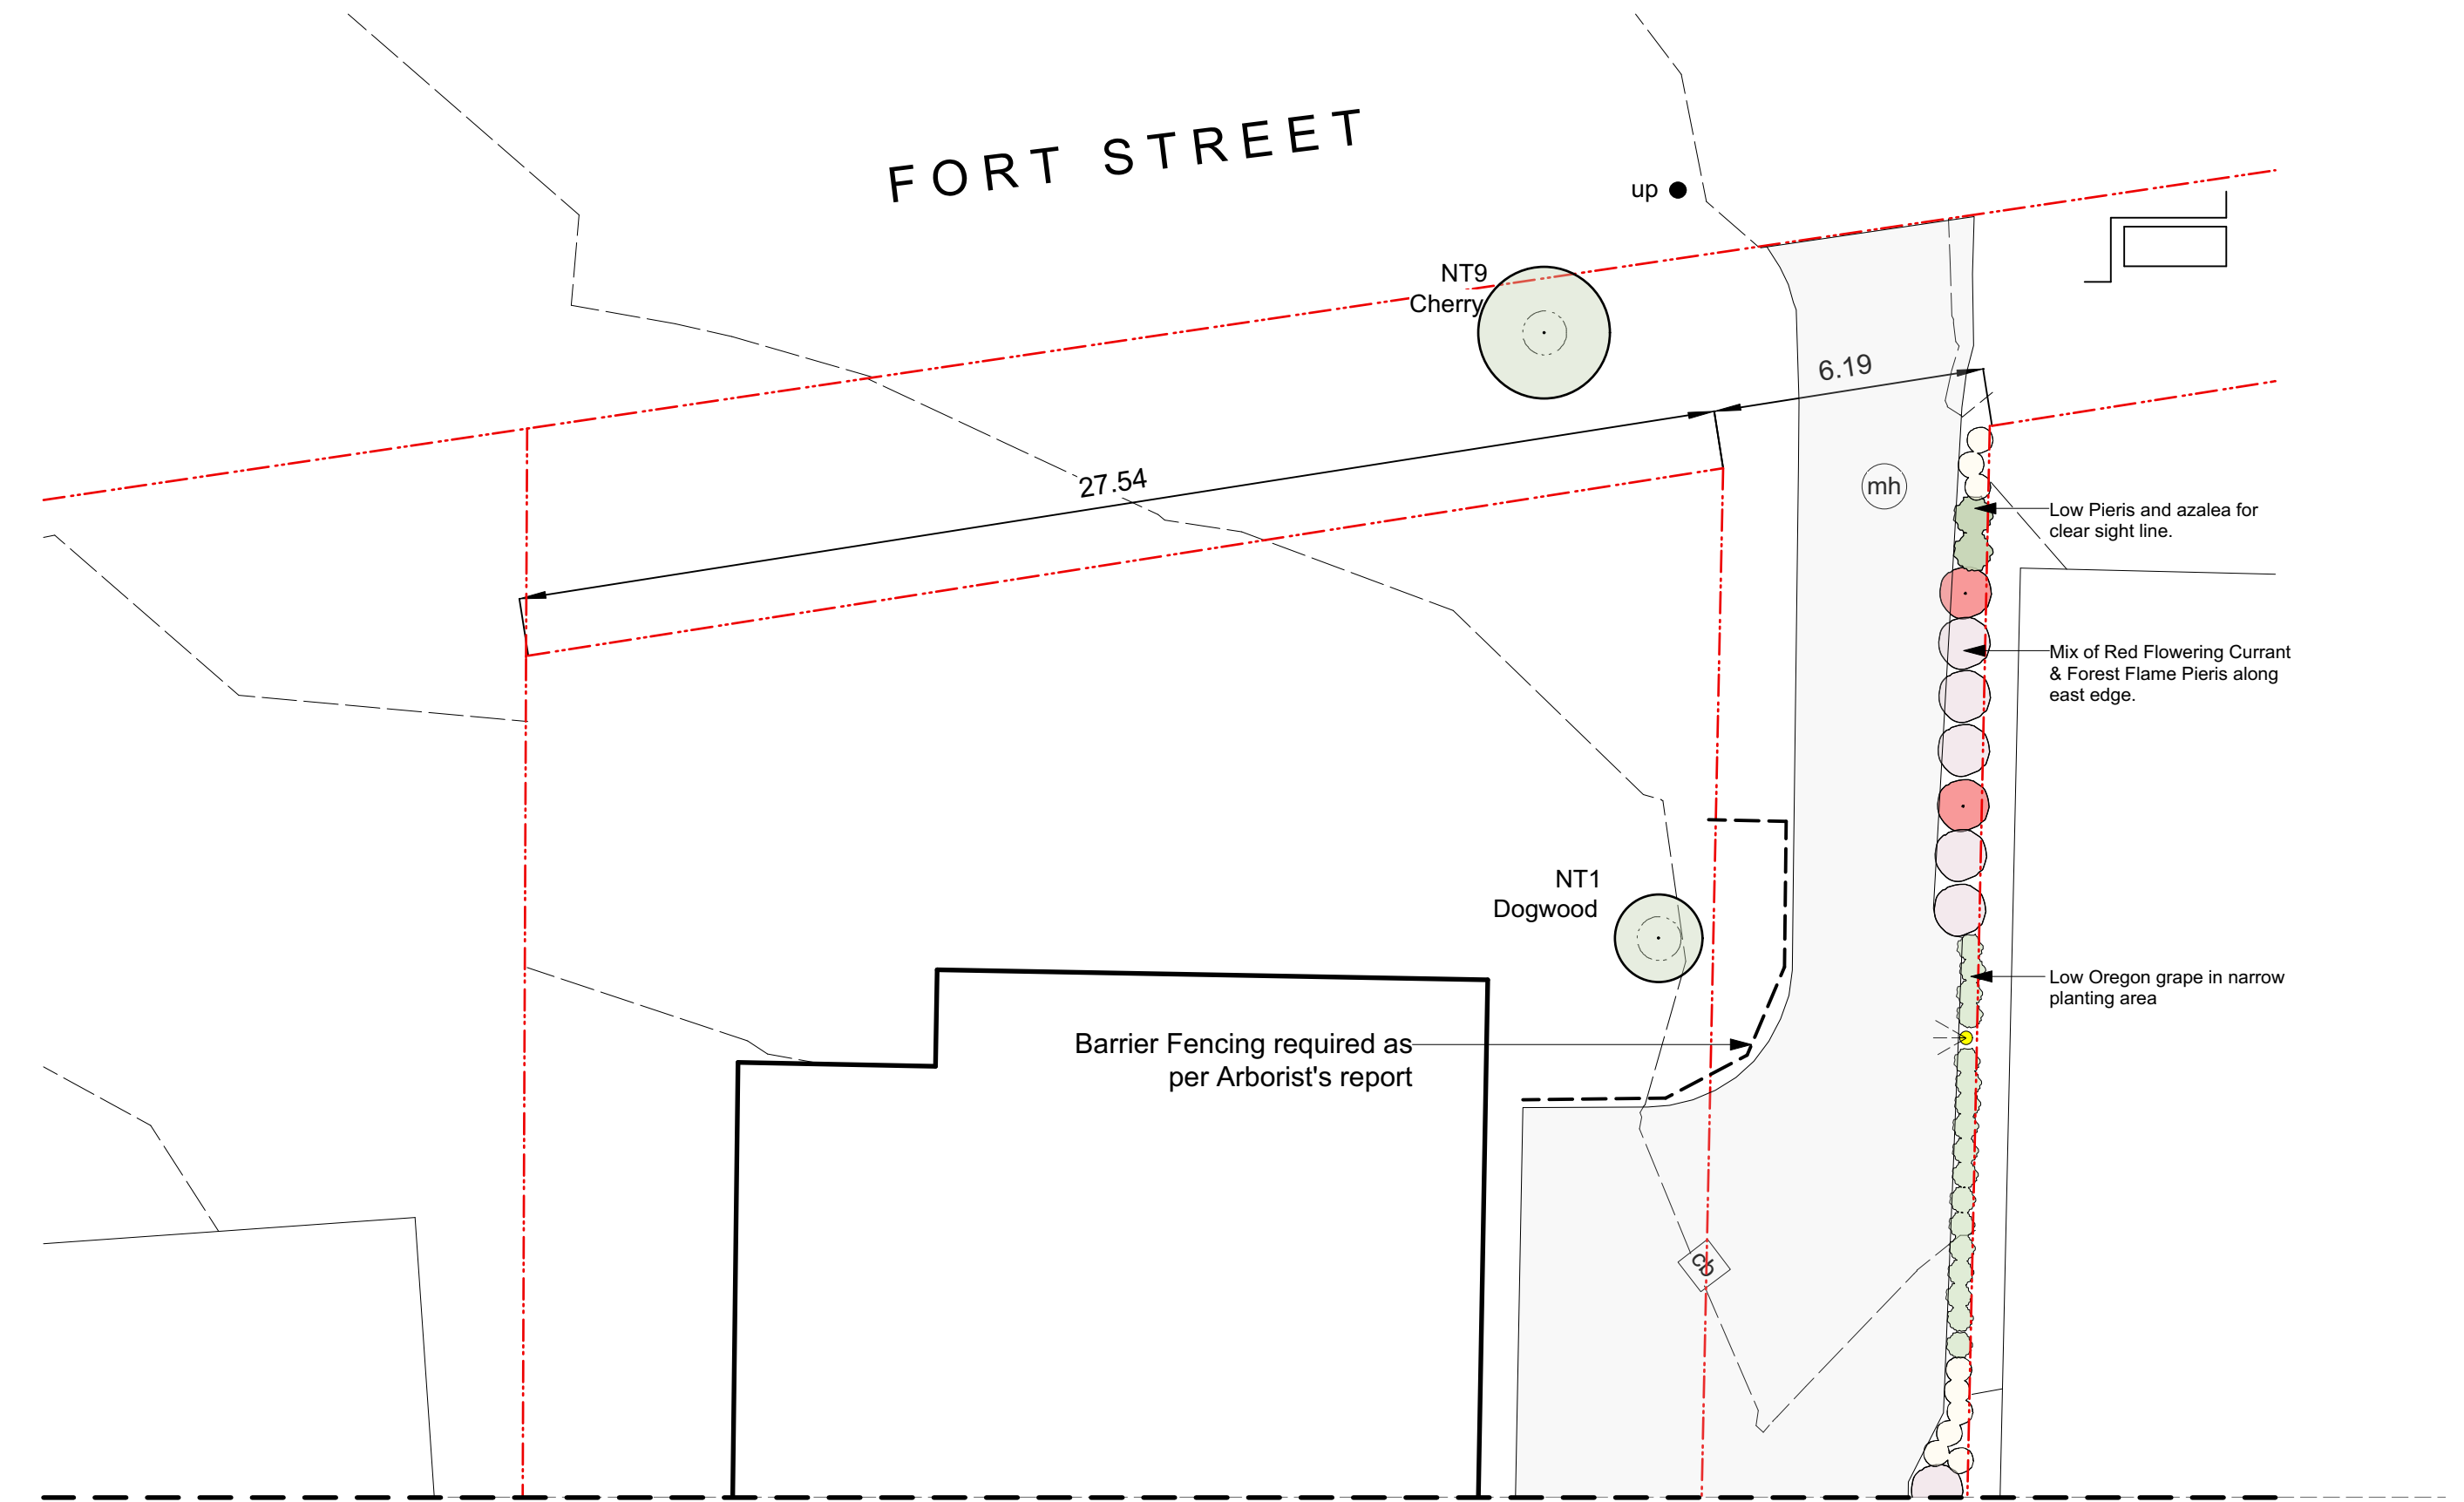 FORT STREET
up
NT9
Cherry
6.19
27.54
mh
Low Pieris and azalea for
clear sight line.
Mix of Red Flowering Currant
& Forest Flame Pieris along
east edge.
NT1
Dogwood
Low Oregon grape in narrow
planting area
Barrier Fencing required as
per Arborist's report
cb